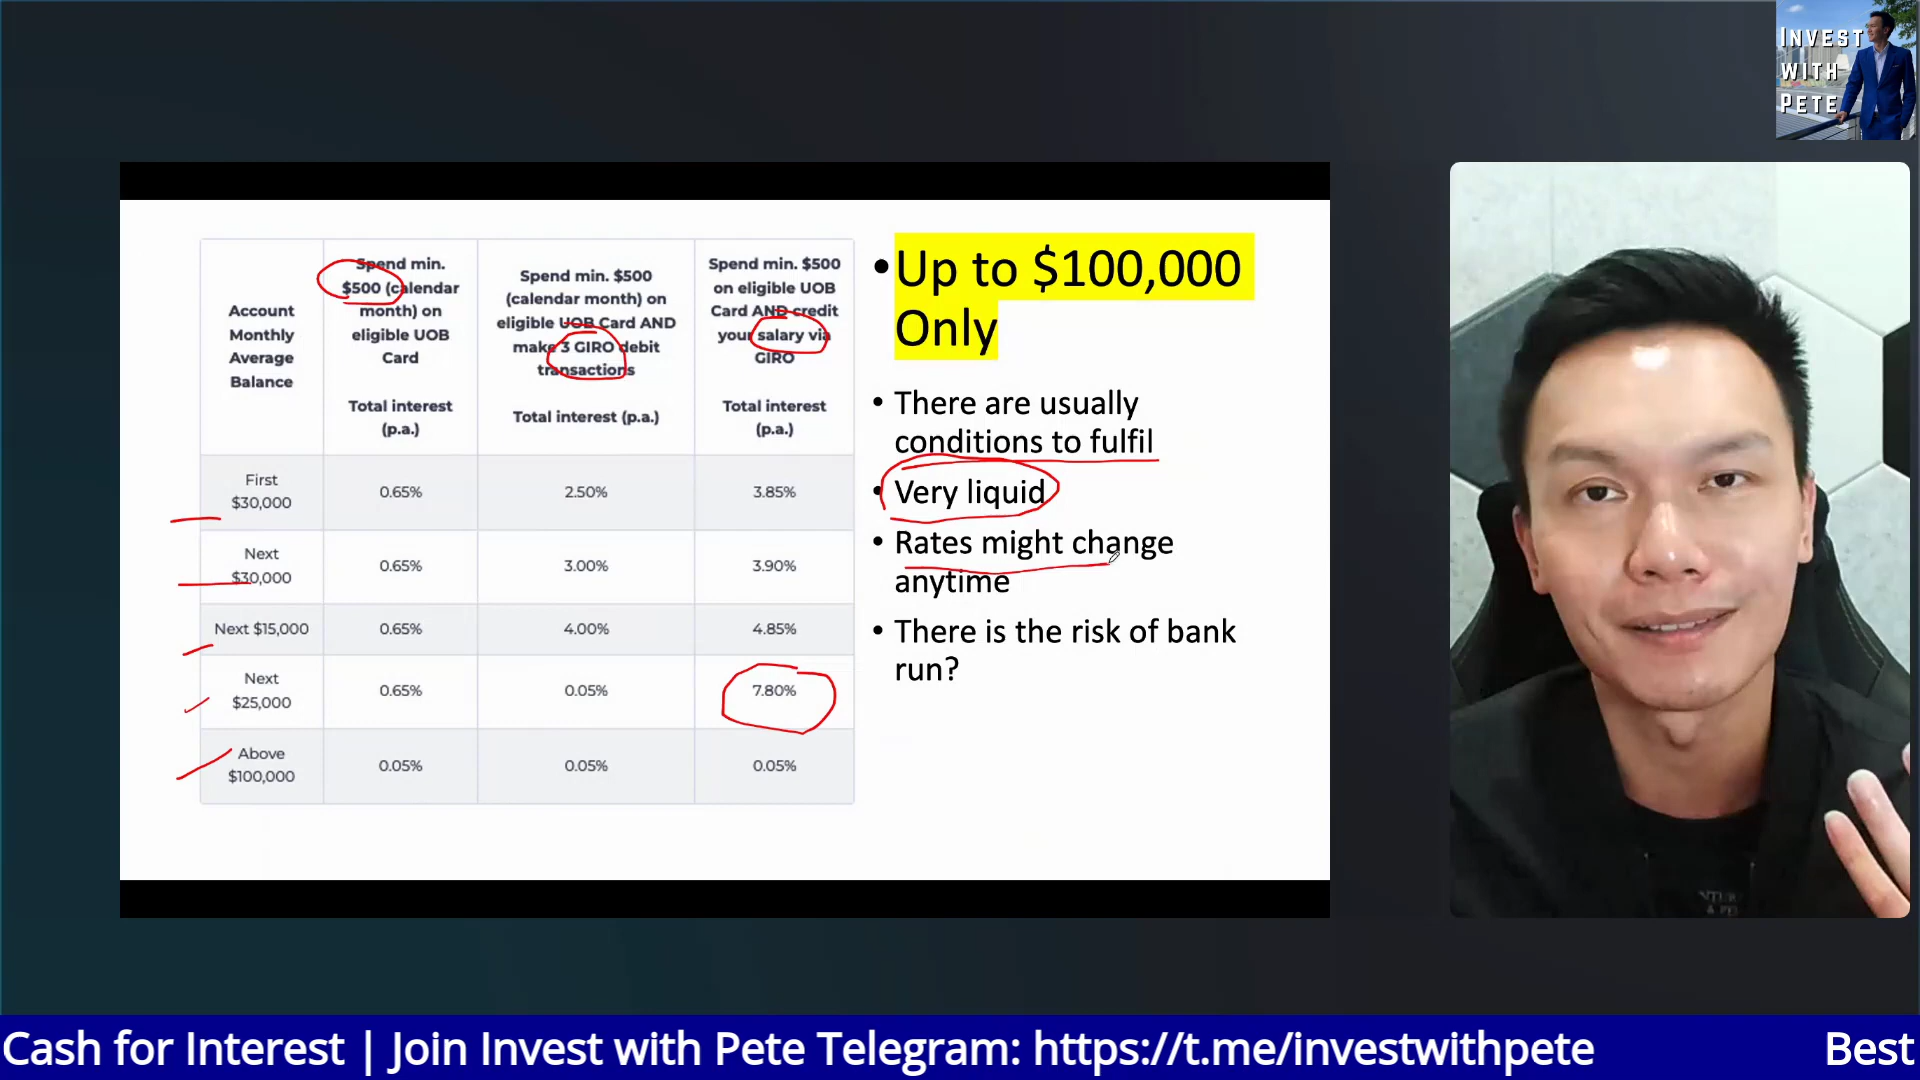 INVEST
WITH
PETE
Account
Monthly
Average
Balance
Spend min.
$500 (calendar
month) on
eligible UOB
Card
Total interest
(p.a.)
Spend min. $500
(calendar month) on
eligible UOB Card AND
make 3 GIRO debit
transactions
Total interest (p.a.)
Spend min. $500
on eligible UOB
Card AND credit
your salary via
GIRO
Total interest
(p.a.)
First
$30,000
0.65%
2.50%
3.85%
Next
$30,000
0.65%
3.00%
3.90%
Next $15,000
0.65%
4.00%
4.85%
Next
$25,000
0.65%
0.05%
7.80%
Above
$100,000
0.05%
0.05%
0.05%
•Up to $100,000
Only
• There are usually
conditions to fulfil
• Very liquid
• Rates might change
anytime
• There is the risk of bank
run?
Cash for Interest | Join Invest with Pete Telegram: https://t.me/investwithpete Best